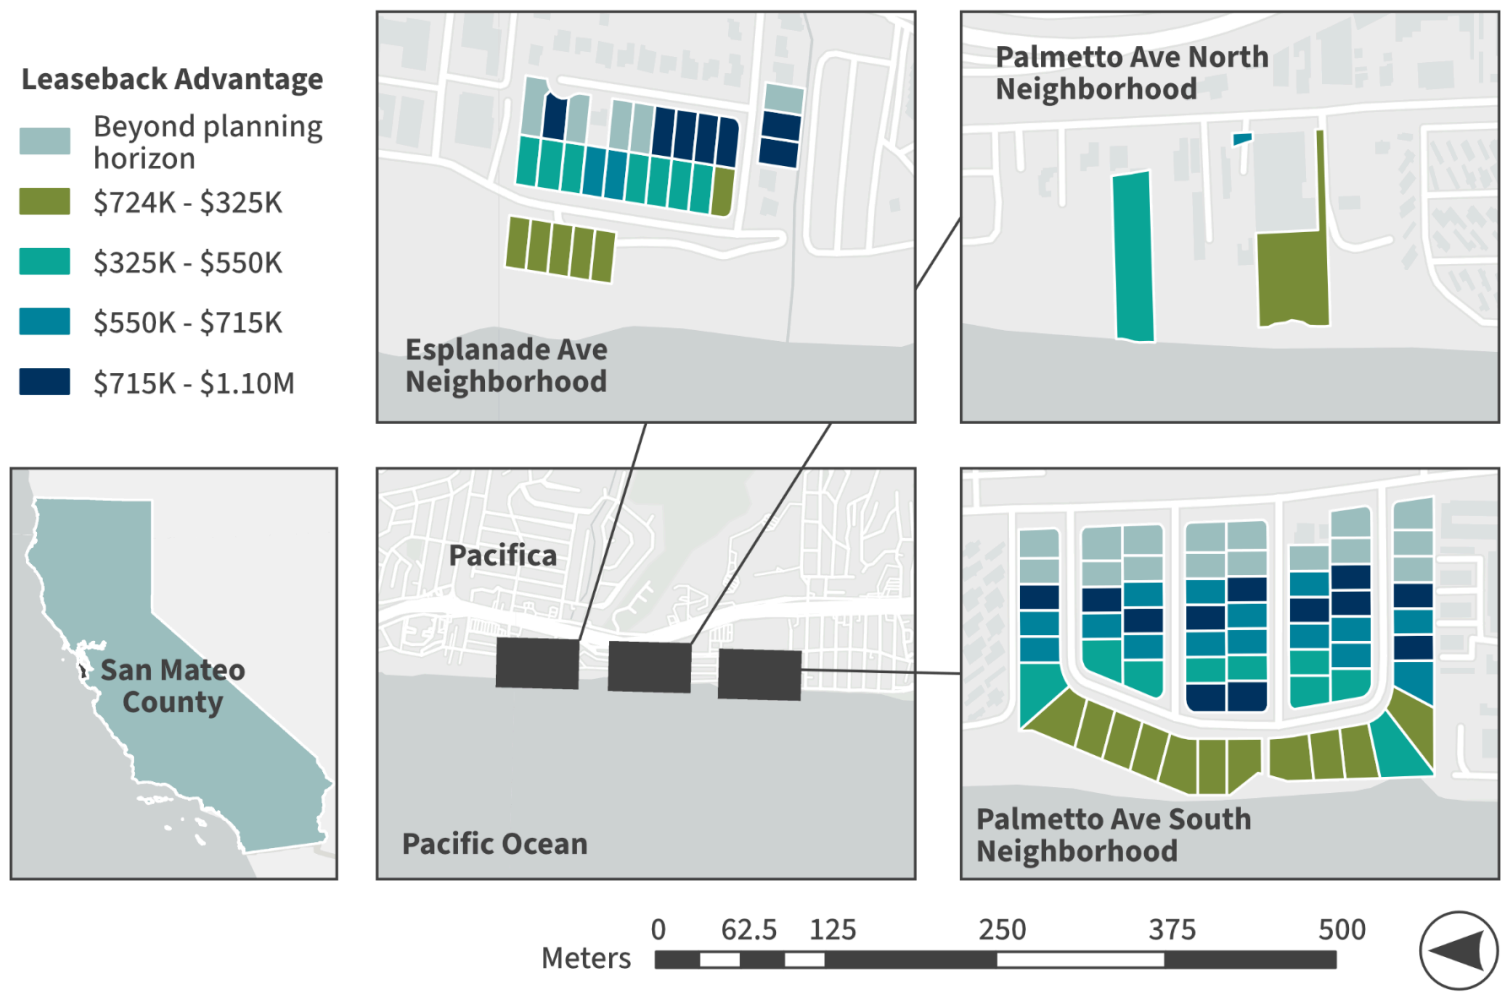 Leaseback Advantage
Beyond planning
horizon
$724K - $325K
$325K - $550K
$550K - $715K
$715K - $1.10M
Esplanade Ave
Neighborhood
Palmetto Ave North
Neighborhood
San Mateo
County
Pacifica
Pacific Ocean
Palmetto Ave South
Neighborhood
0 62.5 125 250 375 500
Meters